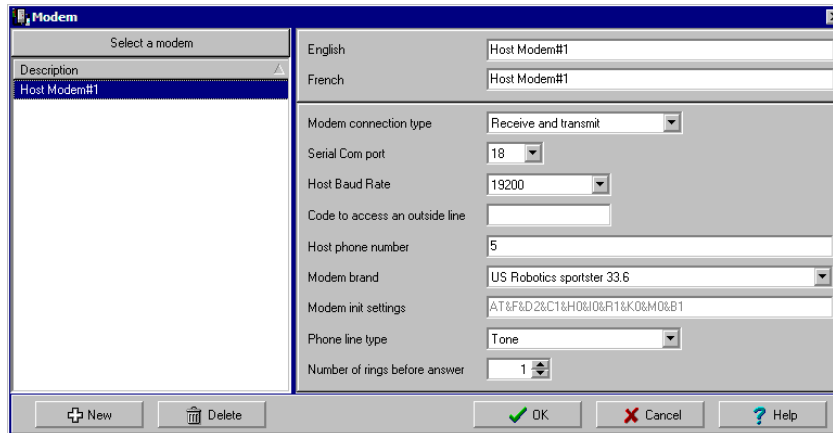 Modem
Select a modem
Description
Host Modem#1
English Host Modem#1
French Host Modem#1
Modem connection type Receive and transmit
Serial Com port 18
Host Baud Rate 19200
Code to access an outside line
Host phone number 5
Modem brand US Robotics sportster 33.6
Modem init settings AT&F&D2&C1&H0&I0&R1&K0&M0&B1
Phone line type Tone
Number of rings before answer 1
New Delete OK Cancel Help